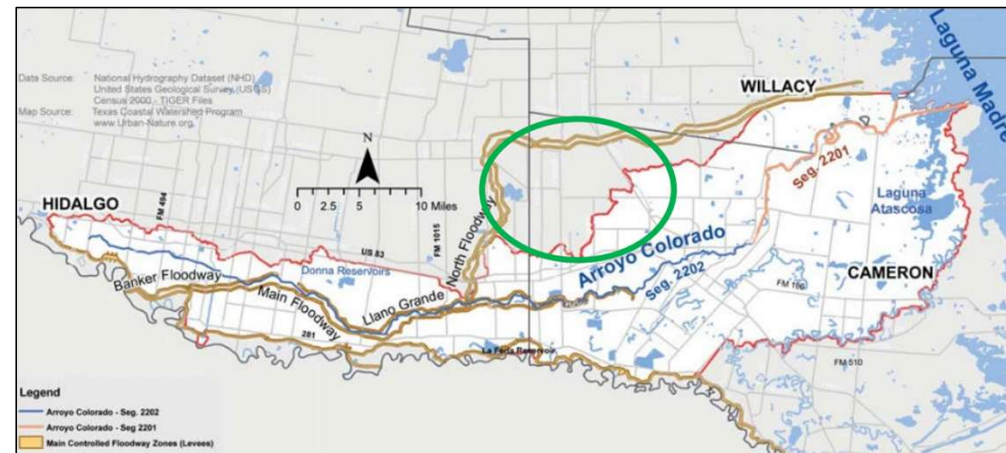 Data Source: National Hydrography Dataset (NHD)
United States Geological Survey (USGS)
Census 2000 - TIGER Files
Map Source: Texas Coastal Watershed Program
www.Urban-Nature.org
N
0 2.5 5 10 Miles
HIDALGO
FM 494
US 83
FM 1015
North Floodway
WILLACY
Laguna Madre
Seg. 2201
Laguna
Atascosa
Arroyo Colorado
Seg. 2202
CAMERON
FM 106
FM 510
Banker Floodway
Donna Reservoirs
Main Floodway
Llano Grande
281
La Feria Reservoir
Legend
Arroyo Colorado - Seg. 2202
Arroyo Colorado - Seg 2201
Main Controlled Floodway Zones (Levees)